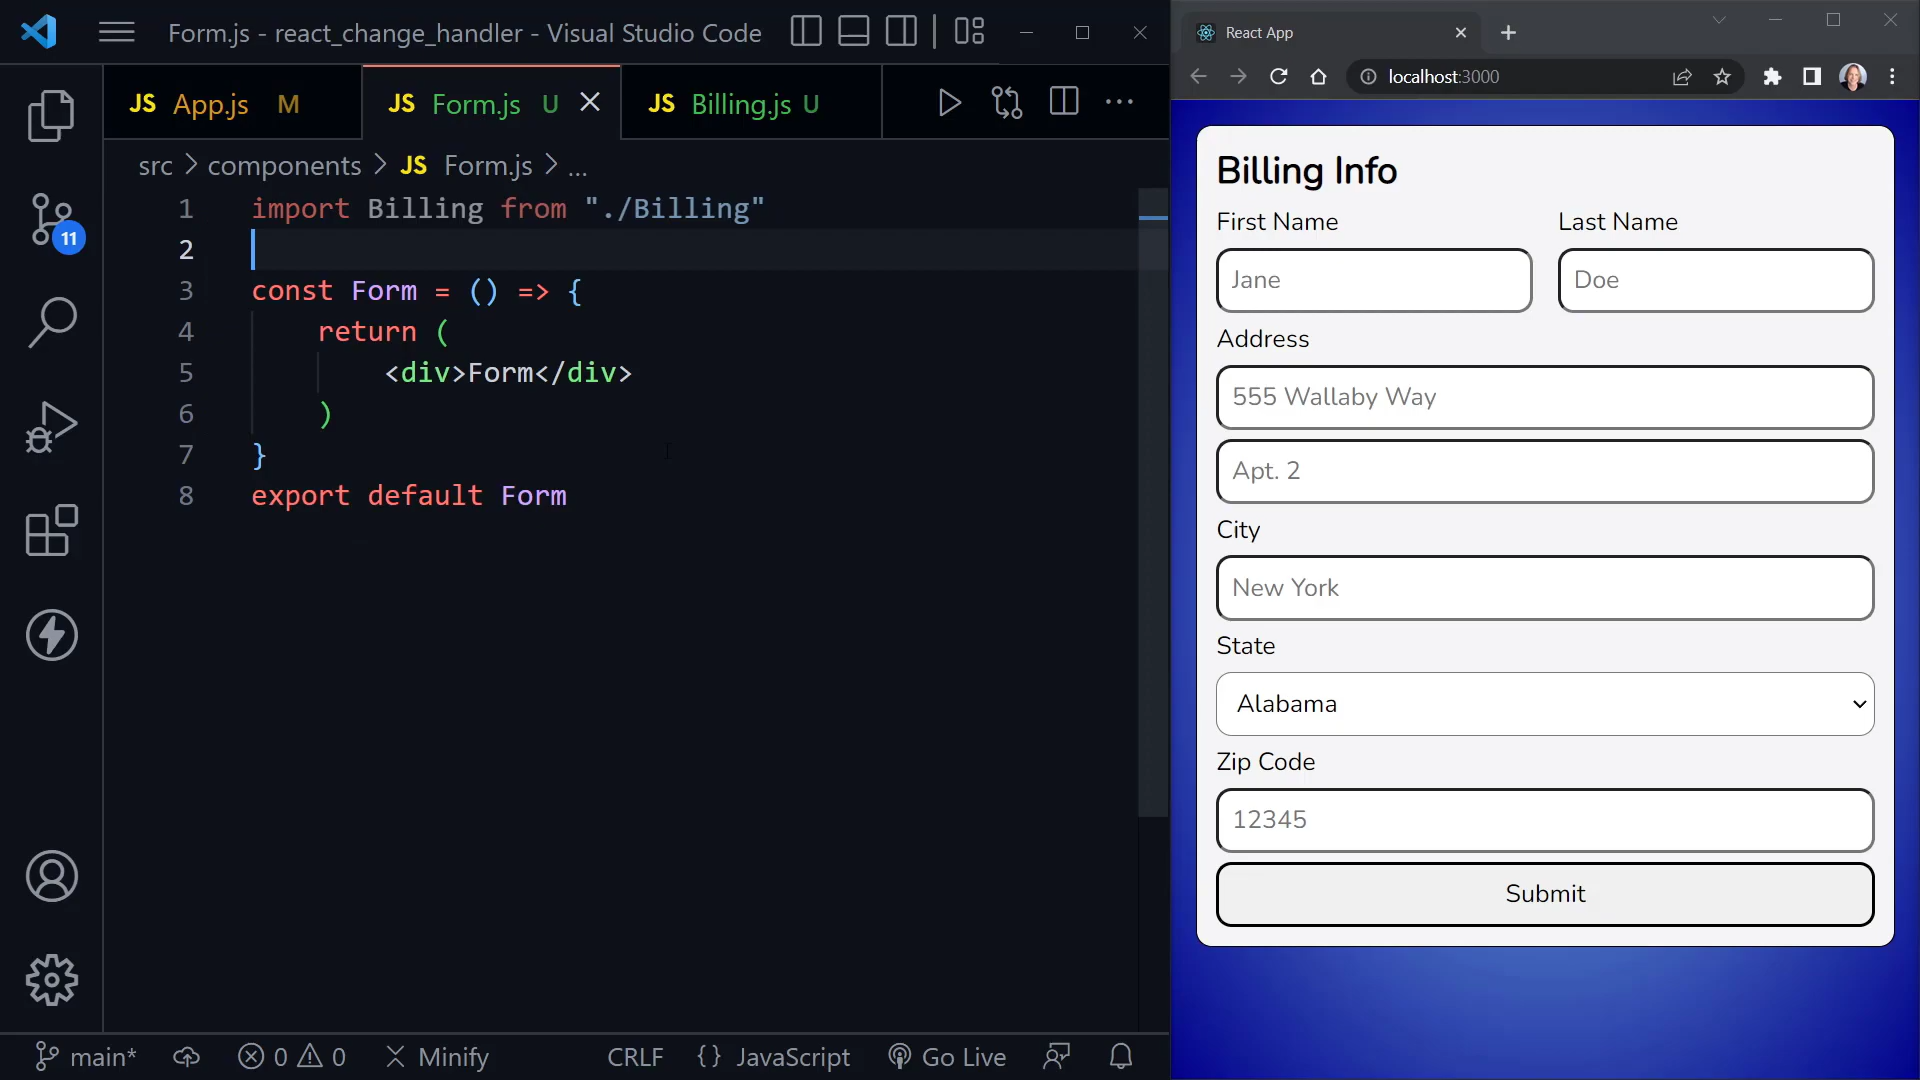 Form.js - react_change_handler - Visual Studio Code
JS App.js M
JS Form.js U
JS Billing.js U
src > components > JS Form.js > ...
1 import Billing from "./Billing"
2
3 const Form = () => {
4 return (
5 <div>Form</div>
6 )
7 }
8 export default Form
11
main*
0
0
Minify
CRLF
{ } JavaScript
Go Live
React App
localhost:3000
Billing Info
First Name
Last Name
Jane
Doe
Address
555 Wallaby Way
Apt. 2
City
New York
State
Alabama
Zip Code
12345
Submit